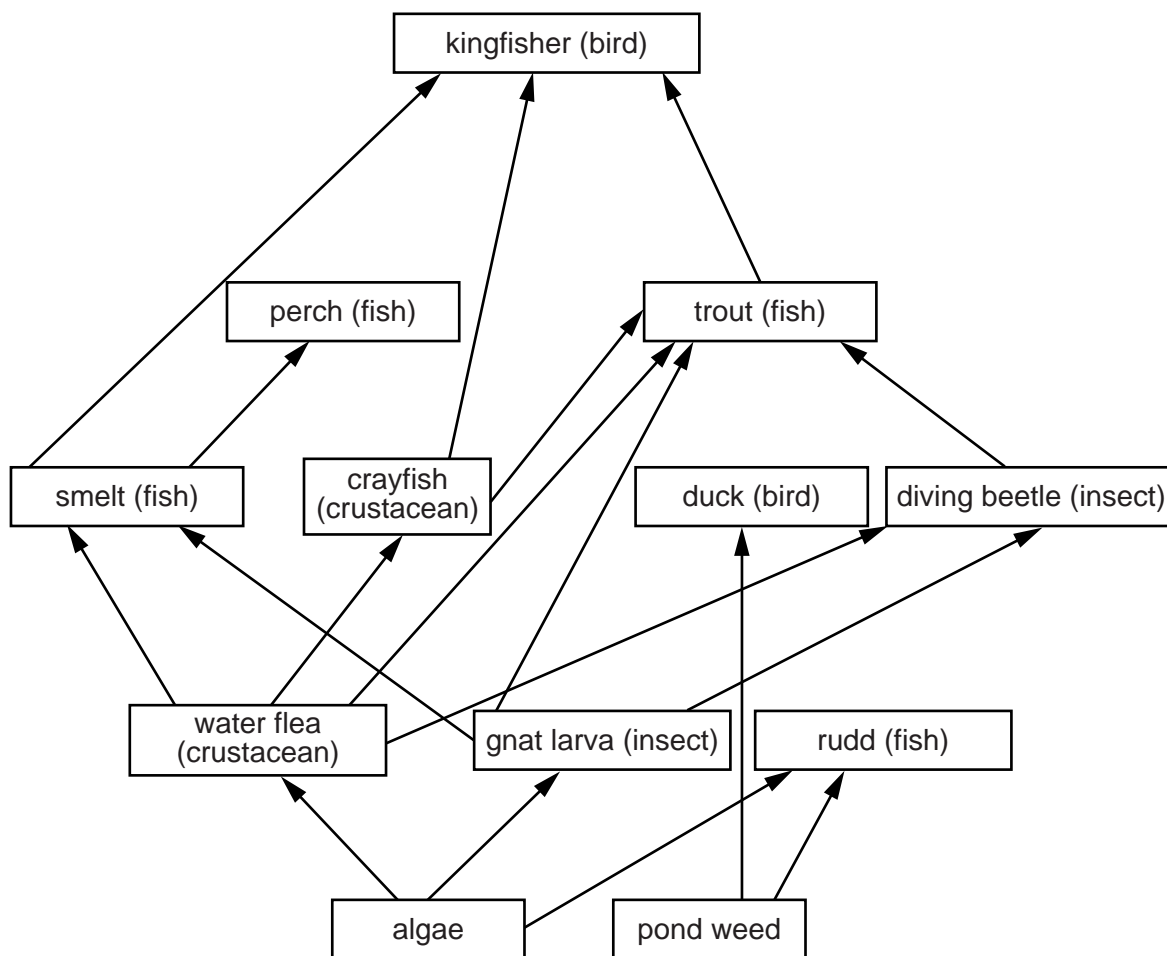 kingfisher (bird)
perch (fish)
trout (fish)
smelt (fish)
crayfish
(crustacean)
duck (bird)
diving beetle (insect)
water flea
(crustacean)
gnat larva (insect)
rudd (fish)
algae
pond weed